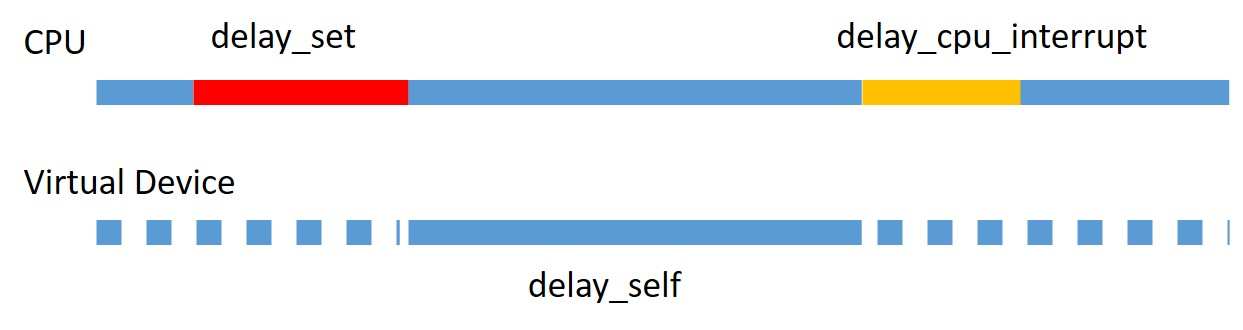 CPU
delay_set
delay_cpu_interrupt
Virtual Device
delay_self